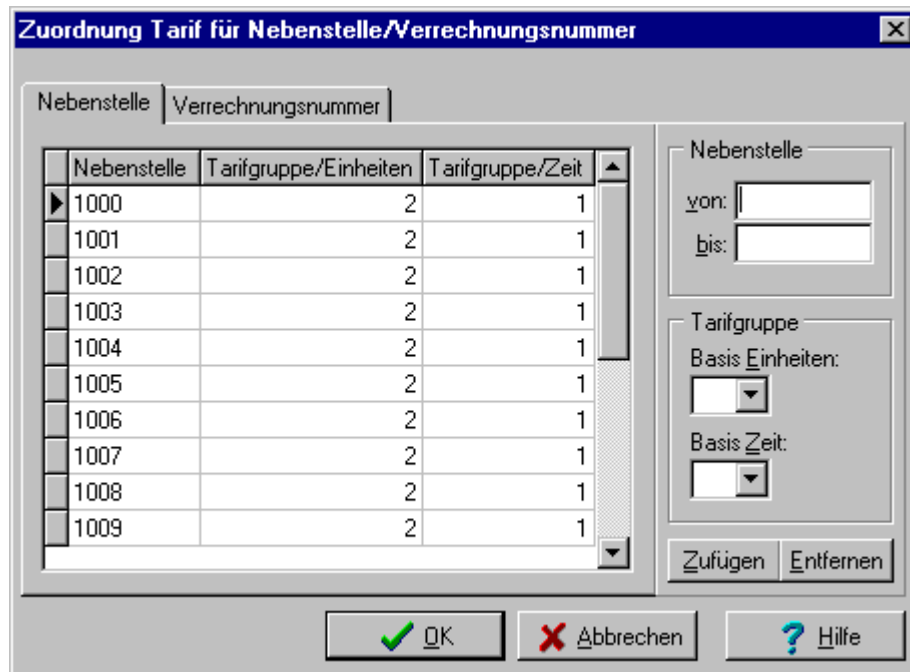 Zuordnung Tarif für Nebenstelle/Verrechnungsnummer
Nebenstelle Verrechnungsnummer
Nebenstelle Tarifgruppe/Einheiten Tarifgruppe/Zeit
1000 2 1
1001 2 1
1002 2 1
1003 2 1
1004 2 1
1005 2 1
1006 2 1
1007 2 1
1008 2 1
1009 2 1
Nebenstelle
von:
bis:
Tarifgruppe
Basis Einheiten:
Basis Zeit:
Zufügen Entfernen
OK Abbrechen Hilfe